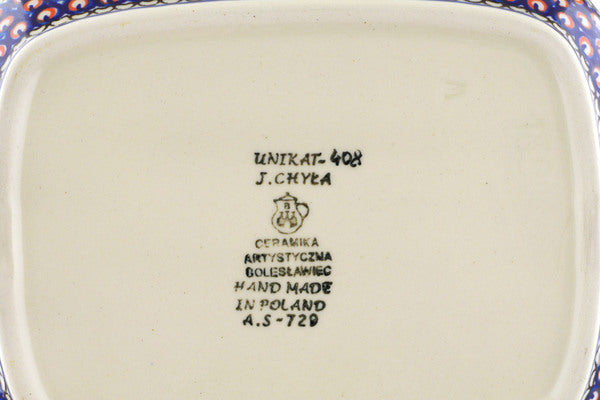 UNIKAT-408
J.CHYŁA
B
CERAMIKA
ARTYSTYCZNA
BOLESŁAWIEC
HAND MADE
IN POLAND
A.S-729